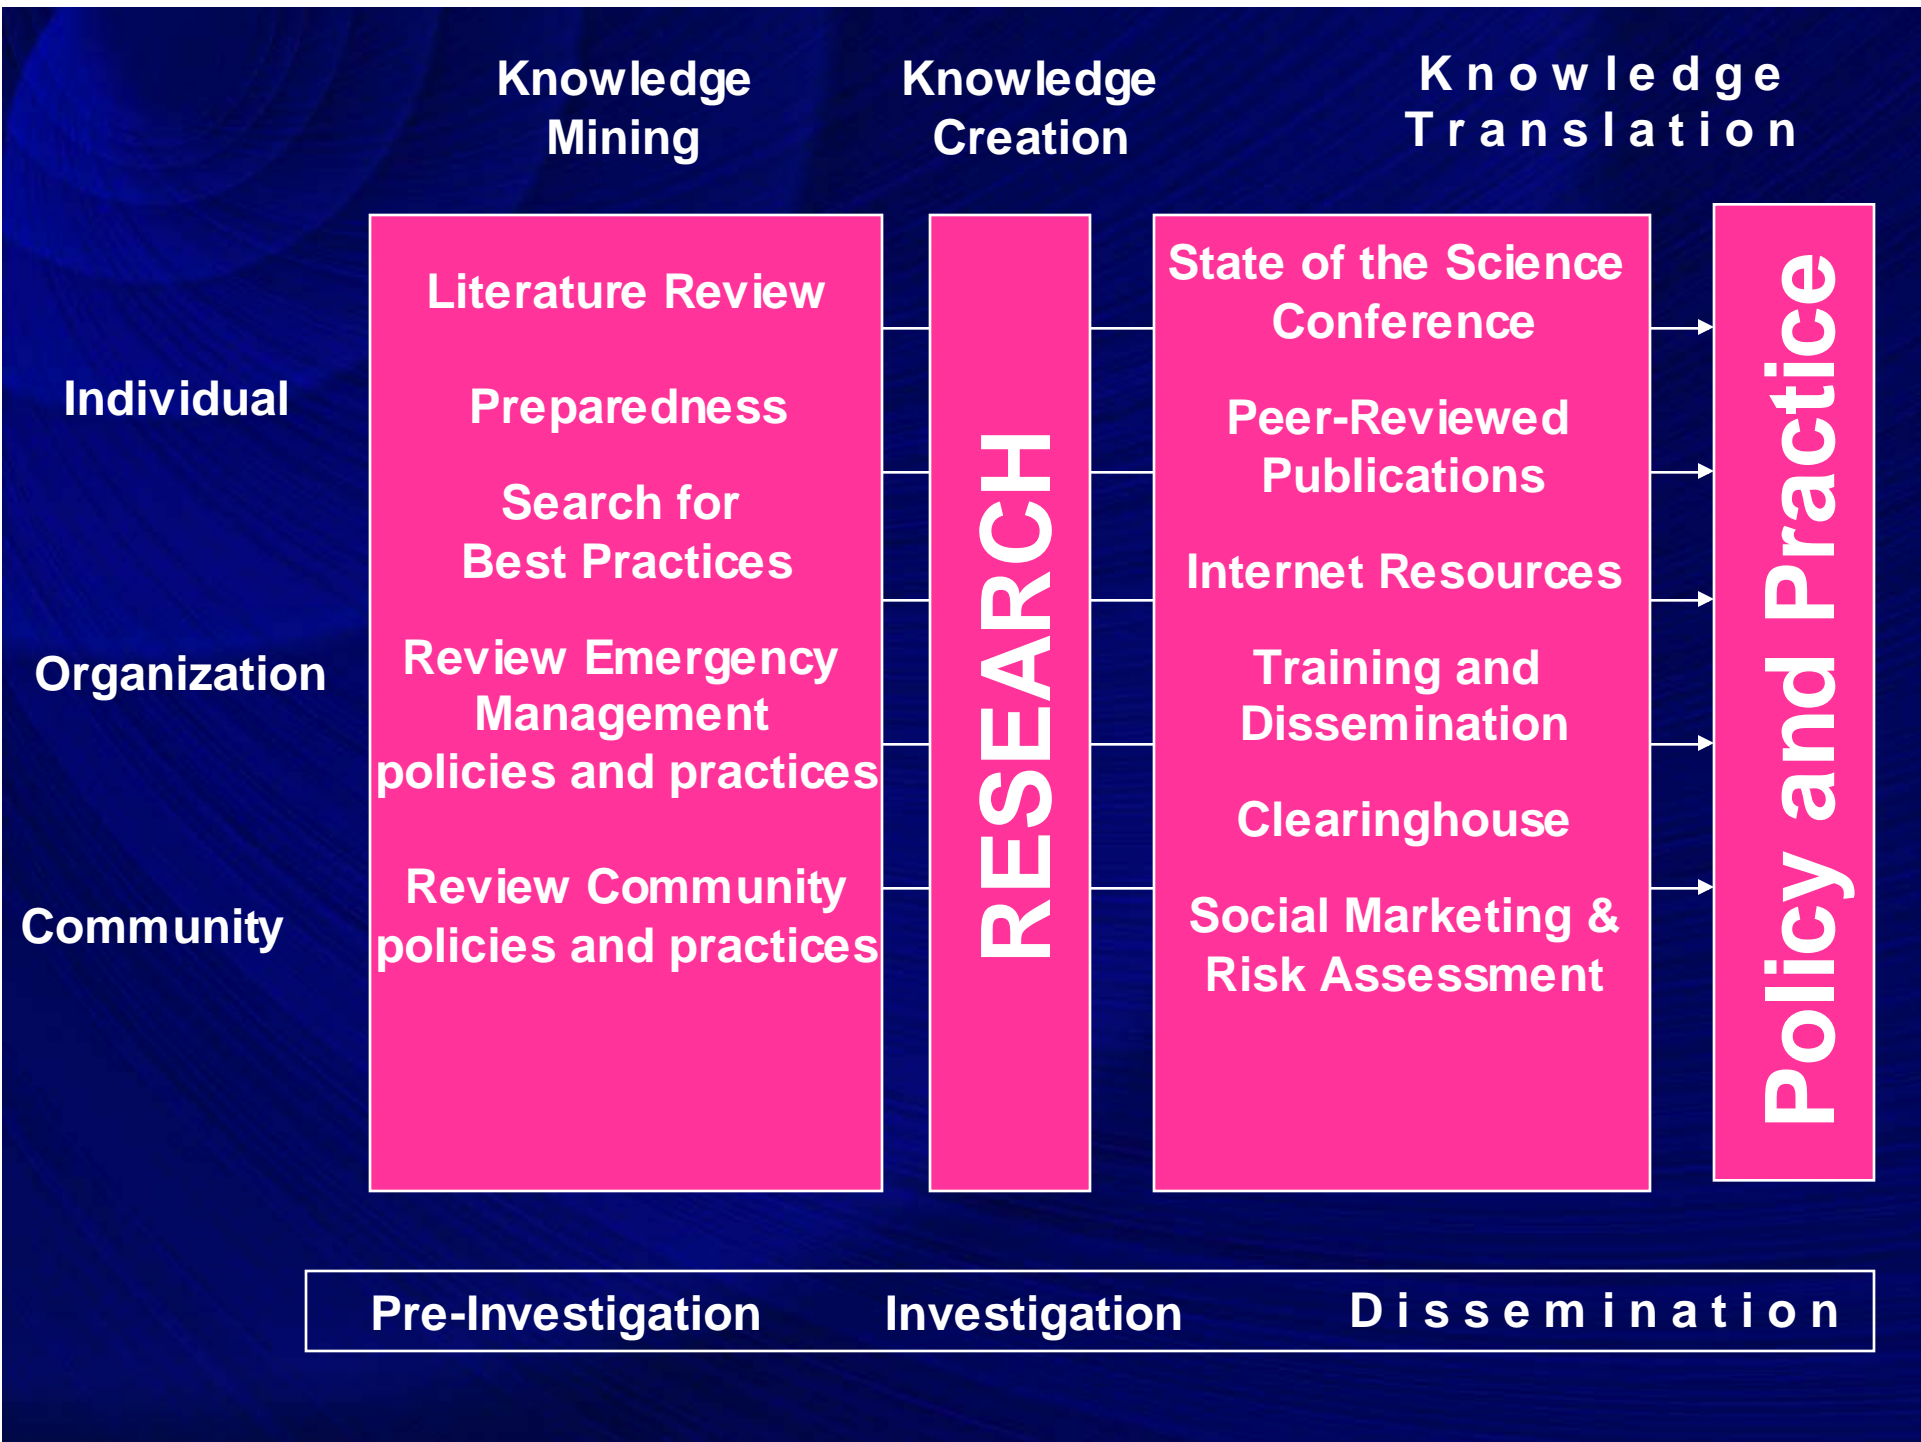 Knowledge
Mining
Knowledge
Creation
Knowledge
Translation
Individual
Organization
Community
Literature Review
Preparedness
Search for
Best Practices
Review Emergency
Management
policies and practices
Review Community
policies and practices
RESEARCH
State of the Science
Conference
Peer-Reviewed
Publications
Internet Resources
Training and
Dissemination
Clearinghouse
Social Marketing &
Risk Assessment
Policy and Practice
Pre-Investigation
Investigation
Dissemination